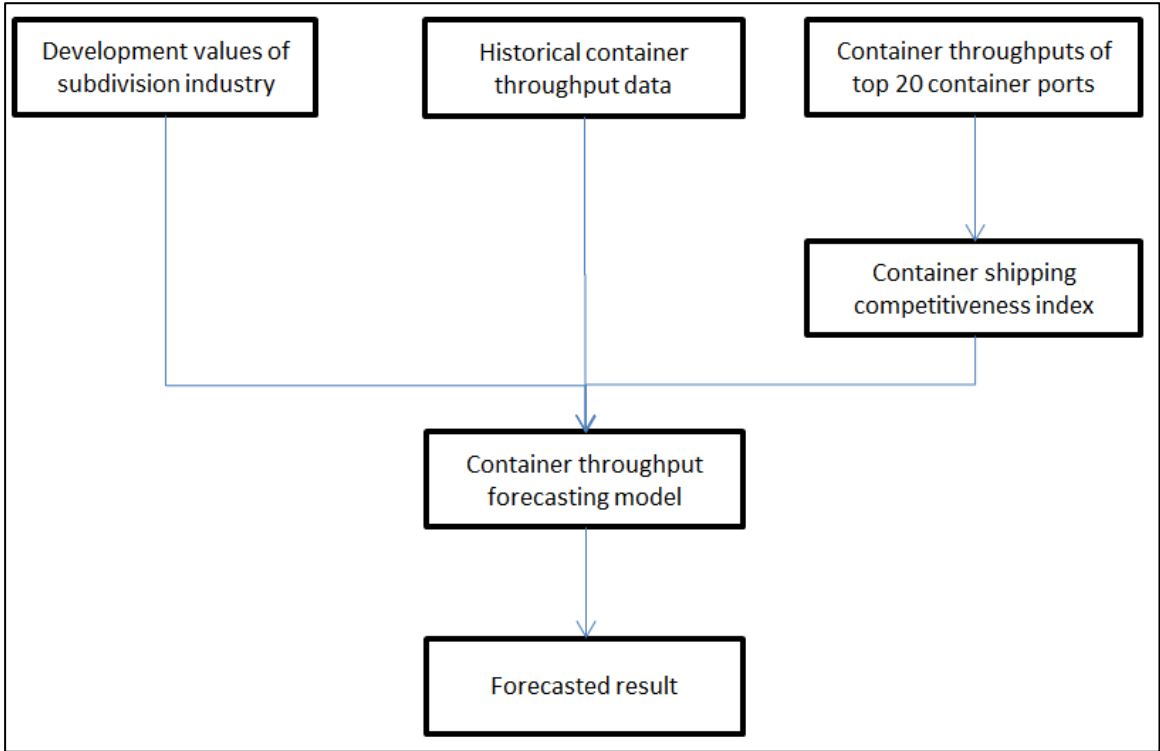 Development values of
subdivision industry
Historical container
throughput data
Container throughputs of
top 20 container ports
Container shipping
competitiveness index
Container throughput
forecasting model
Forecasted result